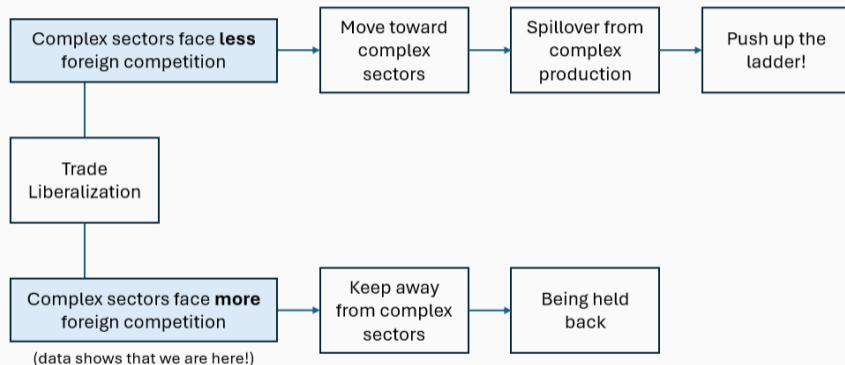 Complex sectors face less
foreign competition
Move toward
complex
sectors
Spillover from
complex
production
Push up the
ladder!
Trade
Liberalization
Complex sectors face more
foreign competition
Keep away
from complex
sectors
Being held
back
(data shows that we are here!)